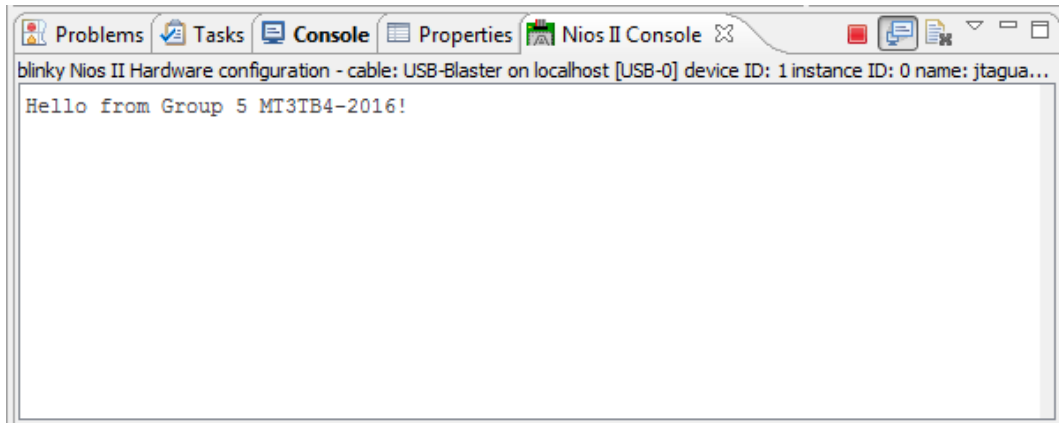 Problems Tasks Console Properties Nios II Console
blinky Nios II Hardware configuration - cable: USB-Blaster on localhost [USB-0] device ID: 1 instance ID: 0 name: jtagua...
Hello from Group 5 MT3TB4-2016!